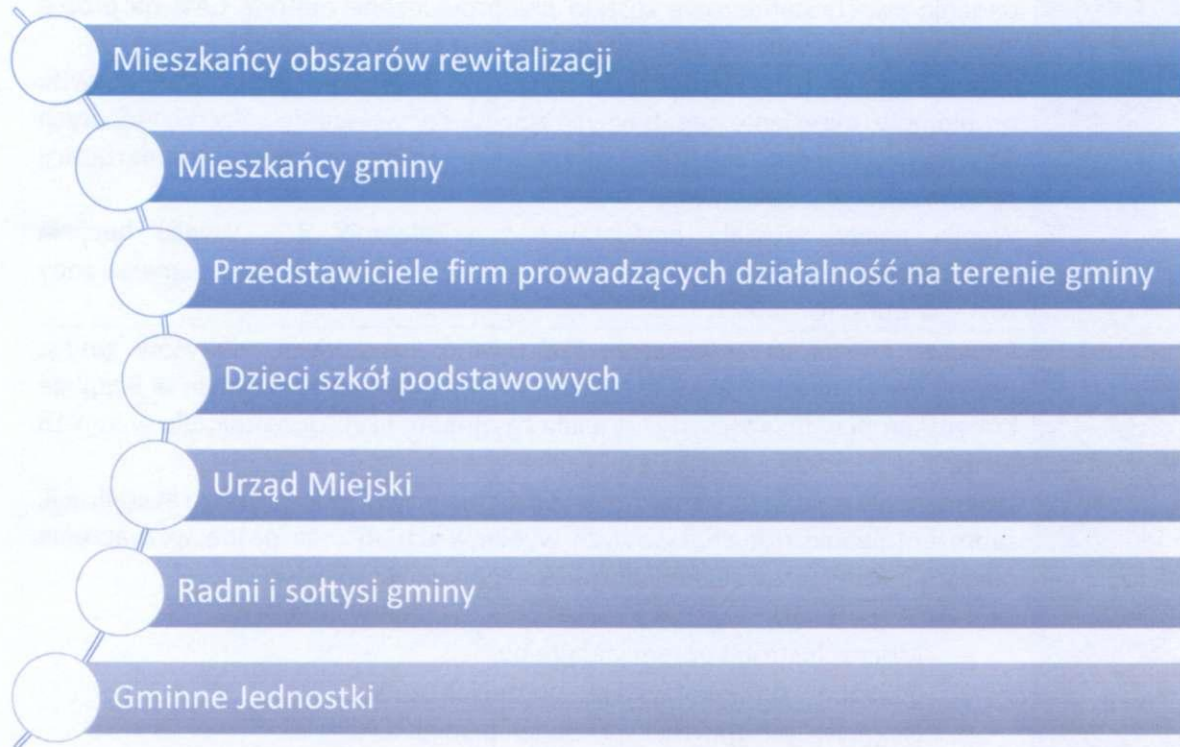 Mieszkańcy obszarów rewitalizacji
Mieszkańcy gminy
Przedstawiciele firm prowadzących działalność na terenie gminy
Dzieci szkół podstawowych
Urząd Miejski
Radni i sołtysi gminy
Gminne Jednostki